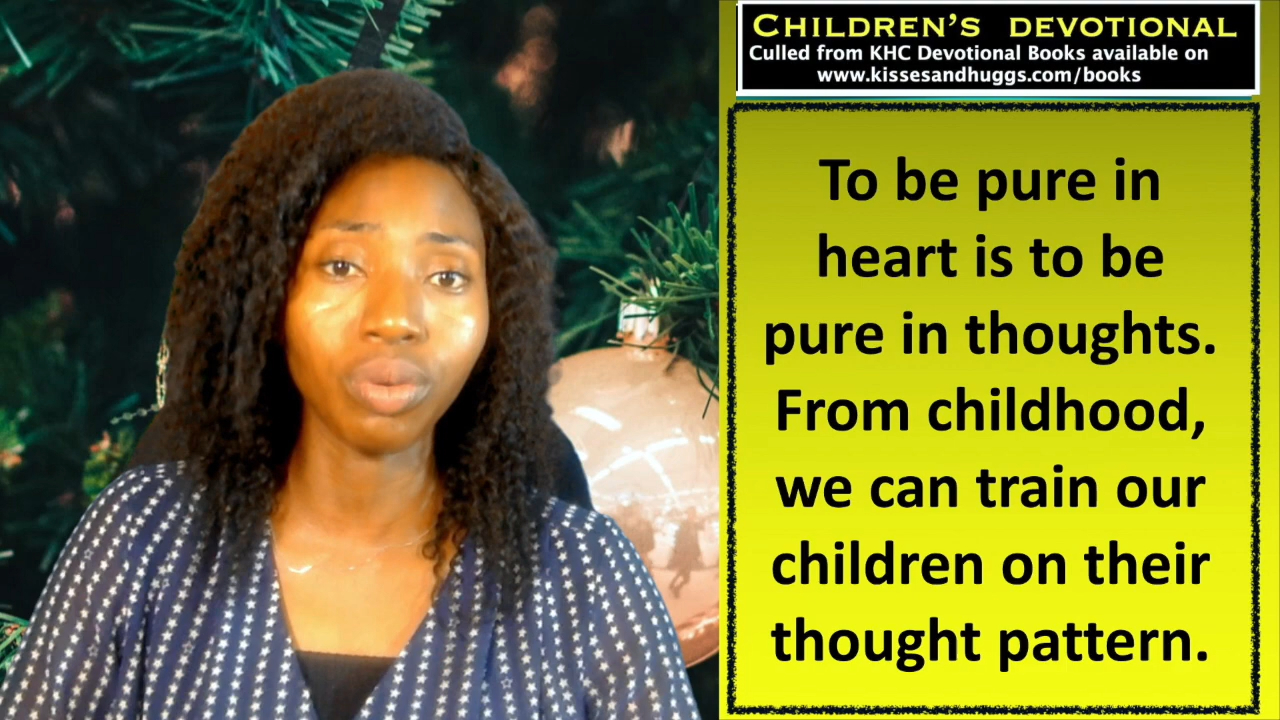 CHILDREN'S DEVOTIONAL
Culled from KHC Devotional Books available on
www.kissesandhuggs.com/books
To be pure in
heart is to be
pure in thoughts.
From childhood,
we can train our
children on their
thought pattern.